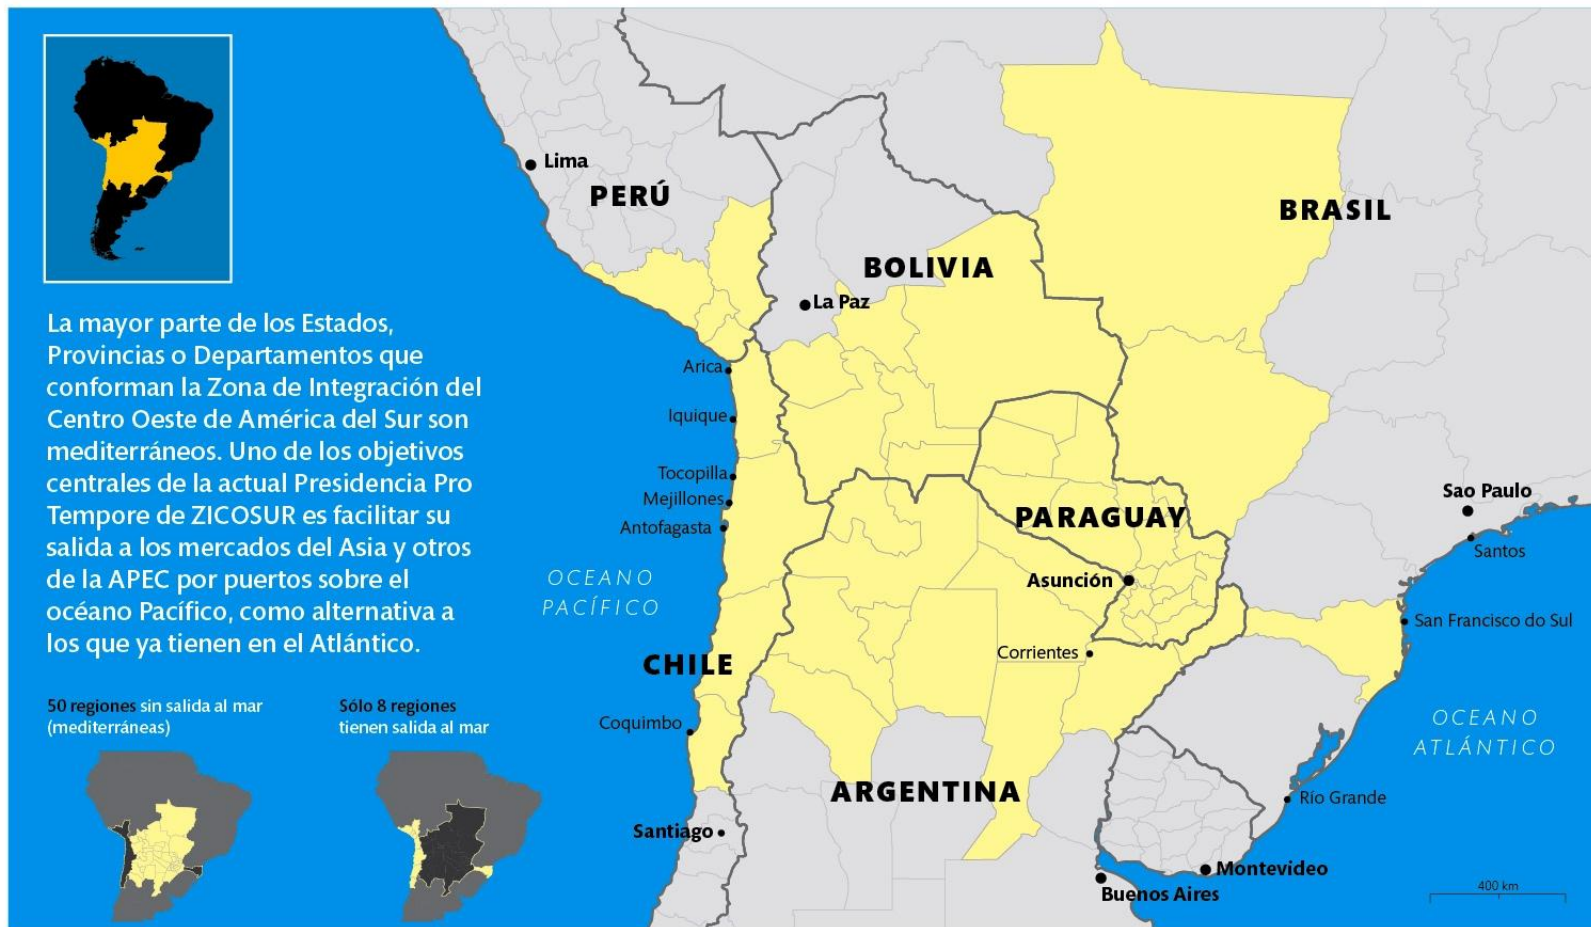 La mayor parte de los Estados,
Provincias o Departamentos que
conforman la Zona de Integración del
Centro Oeste de América del Sur son
mediterráneos. Uno de los objetivos
centrales de la actual Presidencia Pro
Tempore de ZICOSUR es facilitar su
salida a los mercados del Asia y otros
de la APEC por puertos sobre el
océano Pacífico, como alternativa a
los que ya tienen en el Atlántico.
50 regiones sin salida al mar
(mediterráneas)
Sólo 8 regiones
tienen salida al mar
Lima
PERÚ
BRASIL
BOLIVIA
La Paz
Arica
Iquique
Tocopilla
Mejillones
Antofagasta
PARAGUAY
Sao Paulo
Santos
OCEANO
PACÍFICO
Asunción
San Francisco do Sul
Corrientes
CHILE
Coquimbo
OCEANO
ATLÁNTICO
ARGENTINA
Río Grande
Santiago
Montevideo
Buenos Aires
400 km